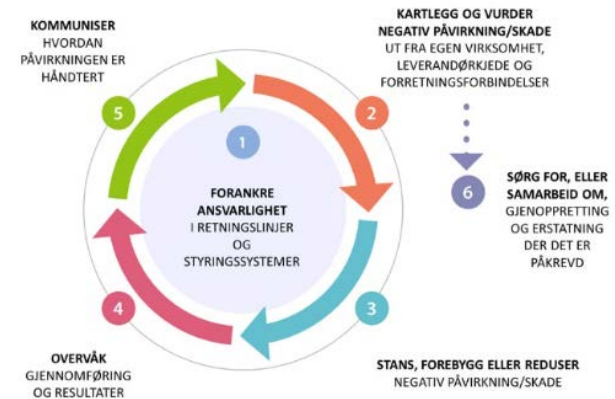 KOMMUNISER
HVORDAN
PÅVIRKNINGEN ER
HÅNDTERT
5
1
FORANKRE
ANSVARLIGHET
I RETNINGSLINJER
OG
STYRINGSSYSTEMER
KARTLEGG OG VURDER
NEGATIV PÅVIRKNING/SKADE
UT FRA EGEN VIRKSOMHET,
LEVERANDØRKJEDE OG
FORRETNINGSFORBINDELSER
2
6
SØRG FOR, ELLER
SAMARBEID OM,
GJENOPPRETTING
OG ERSTATNING
DER DET ER
PÅKREVD
3
STANS, FOREBYGG ELLER REDUSER
NEGATIV PÅVIRKNING/SKADE
4
OVERVÅK
GJENNOMFØRING
OG RESULTATER